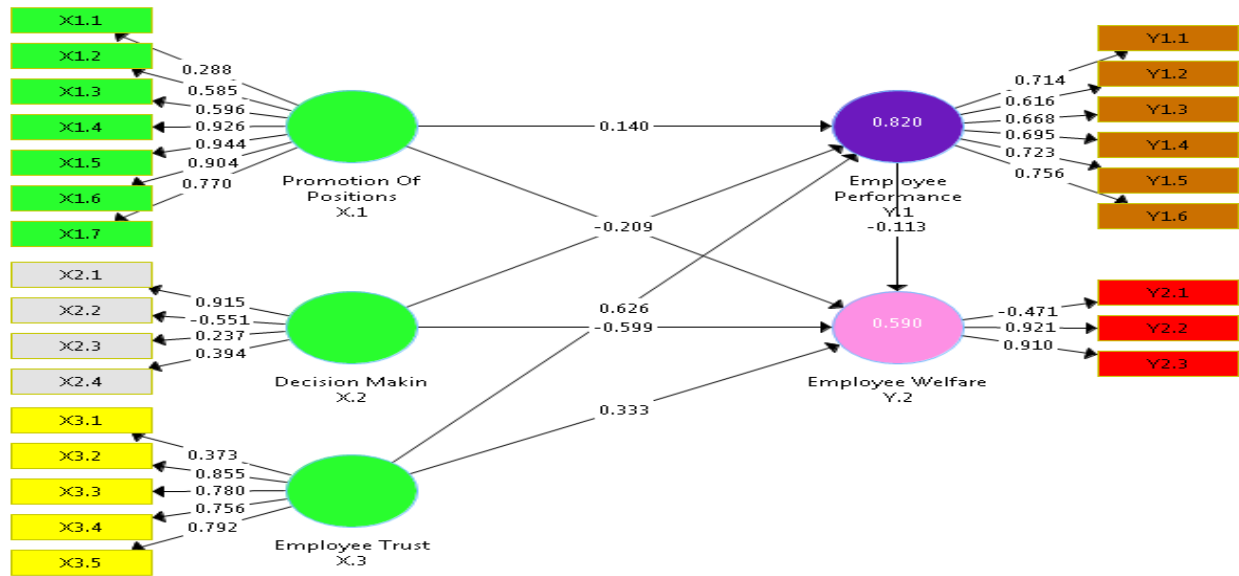 X1.1
X1.2
X1.3
X1.4
X1.5
X1.6
X1.7
0.288
0.585
0.596
0.926
0.944
0.904
0.770
Promotion Of
Positions
X.1
X2.1
X2.2
X2.3
X2.4
0.915
-0.551
0.237
0.394
Decision Makin
X.2
X3.1
X3.2
X3.3
X3.4
X3.5
0.373
0.855
0.780
0.756
0.792
Employee Trust
X.3
0.140
-0.209
0.626
-0.599
0.333
0.820
Employee
Performance
Y.1
-0.113
0.590
Employee Welfare
Y.2
0.714
0.616
0.668
0.695
0.723
0.756
Y1.1
Y1.2
Y1.3
Y1.4
Y1.5
Y1.6
-0.471
0.921
0.910
Y2.1
Y2.2
Y2.3